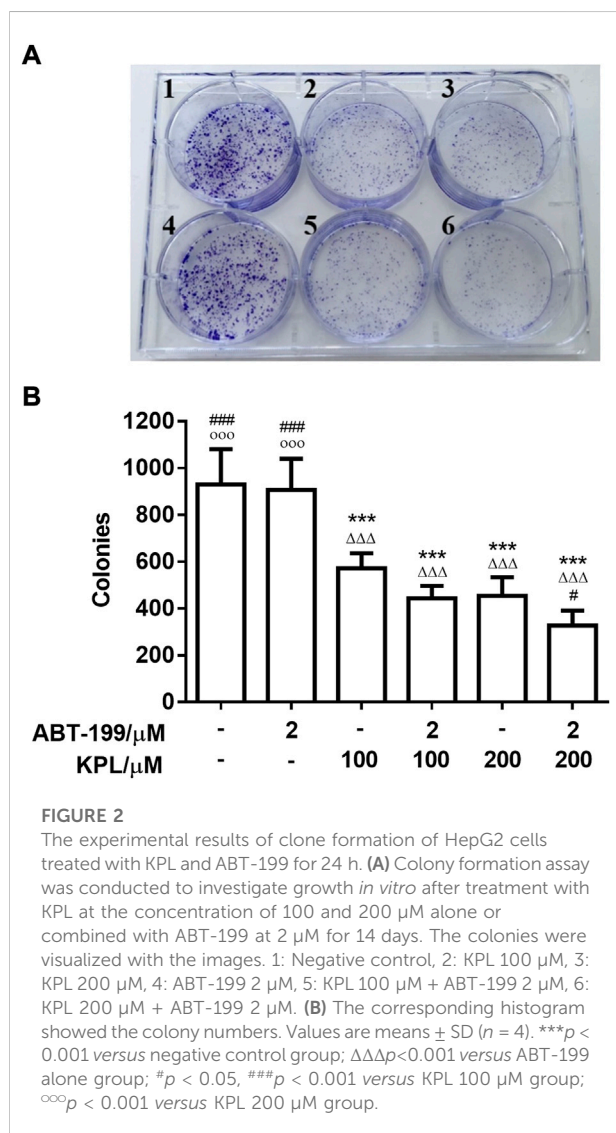 A
1 2 3
4 5 6
B
1200
1000
800
600
400
200
0
Colonies
### ### *** *** *** ***
ooo ooo ΔΔΔ ΔΔΔ ΔΔΔ ΔΔΔ
#
ABT-199/μM - 2 - 2 - 2
KPL/μM - - 100 100 200 200
FIGURE 2
The experimental results of clone formation of HepG2 cells
treated with KPL and ABT-199 for 24 h. (A) Colony formation assay
was conducted to investigate growth in vitro after treatment with
KPL at the concentration of 100 and 200 μM alone or
combined with ABT-199 at 2 μM for 14 days. The colonies were
visualized with the images. 1: Negative control, 2: KPL 100 μM, 3:
KPL 200 μM, 4: ABT-199 2 μM, 5: KPL 100 μM + ABT-199 2 μM, 6:
KPL 200 μM + ABT-199 2 μM. (B) The corresponding histogram
showed the colony numbers. Values are means ± SD (n = 4). ***p <
0.001 versus negative control group; ΔΔΔp<0.001 versus ABT-199
alone group; #p < 0.05, ###p < 0.001 versus KPL 100 μM group;
ooop < 0.001 versus KPL 200 μM group.